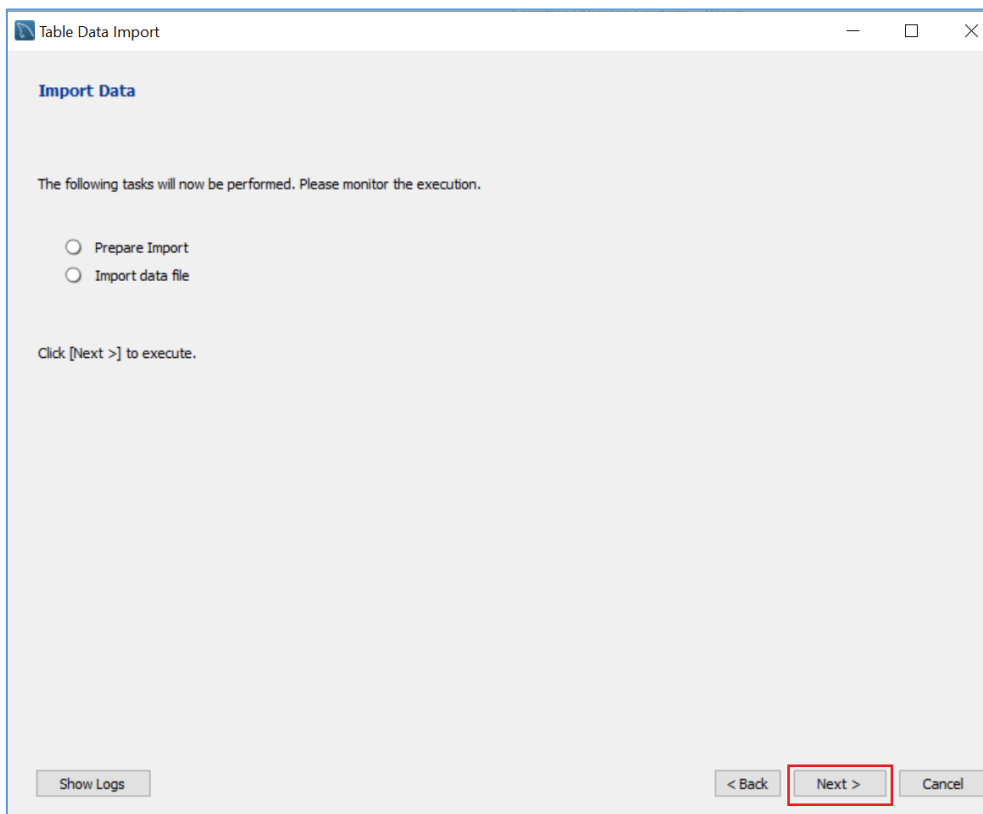 Table Data Import
Import Data
The following tasks will now be performed. Please monitor the execution.
Prepare Import
Import data file
Click [Next >] to execute.
Show Logs
< Back
Next >
Cancel